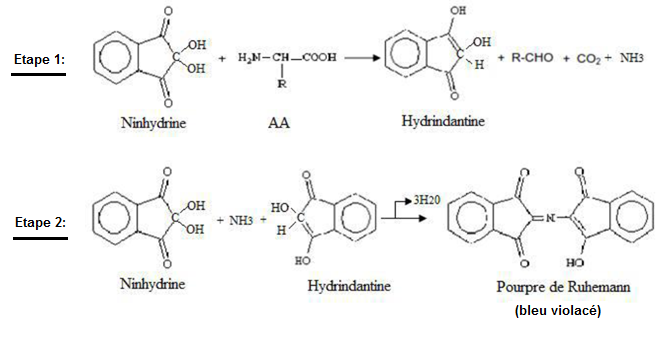 O OH
Etape 1: C OH OH + H₂N—CH—COOH C OH H + R-CHO + CO₂ + NH3
O R O
Ninhydrine AA Hydrindantine
O O O O
Etape 2: C OH OH + NH3 + HO C H 3H20 N
O HO O HO
Ninhydrine Hydrindantine Pourpre de Ruhemann
(bleu violacé)